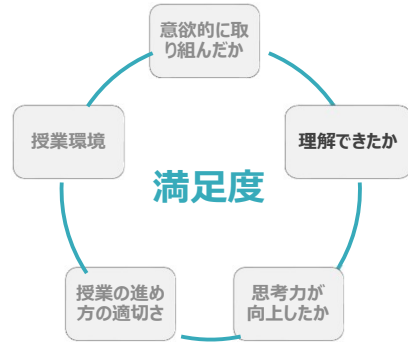 意欲的に取
り組んだか
授業環境
理解できたか
満足度
授業の進め
方の適切さ
思考力が
向上したか